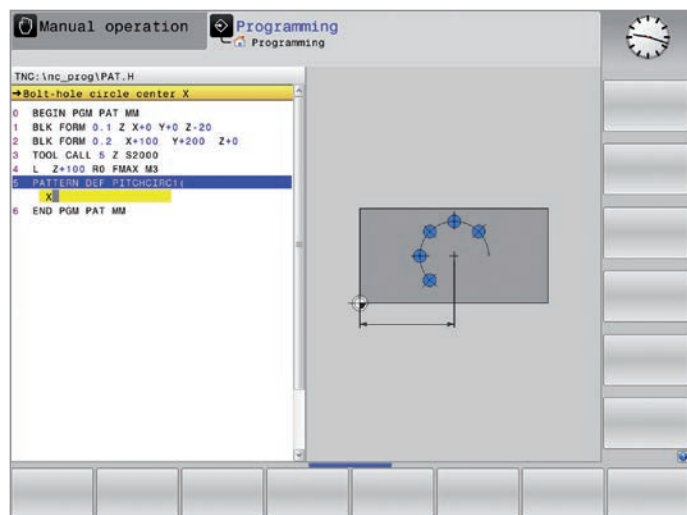 Manual operation
Programming
Programming
TNC:\nc_prog\PAT.H
→Bolt-hole circle center X
0 BEGIN PGM PAT MM
1 BLK FORM 0.1 Z X+0 Y+0 Z-20
2 BLK FORM 0.2 X+100 Y+200 Z+0
3 TOOL CALL 5 Z S2000
4 L Z+100 R0 FMAX M3
5 PATTERN DEF PITCHCIRC1(
X
6 END PGM PAT MM